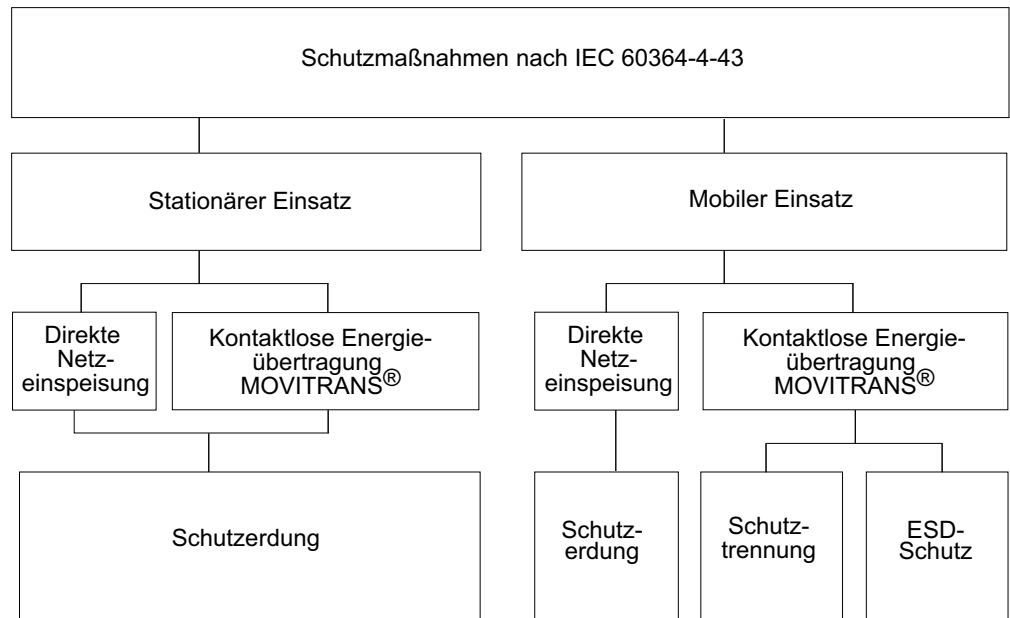 Schutzmaßnahmen nach IEC 60364-4-43
Stationärer Einsatz
Mobiler Einsatz
Direkte
Netz-
einspeisung
Kontaktlose Energie-
übertragung
MOVITRANS®
Direkte
Netz-
einspeisung
Kontaktlose Energie-
übertragung
MOVITRANS®
Schutzerdung
Schutz-
erdung
Schutz-
trennung
ESD-
Schutz